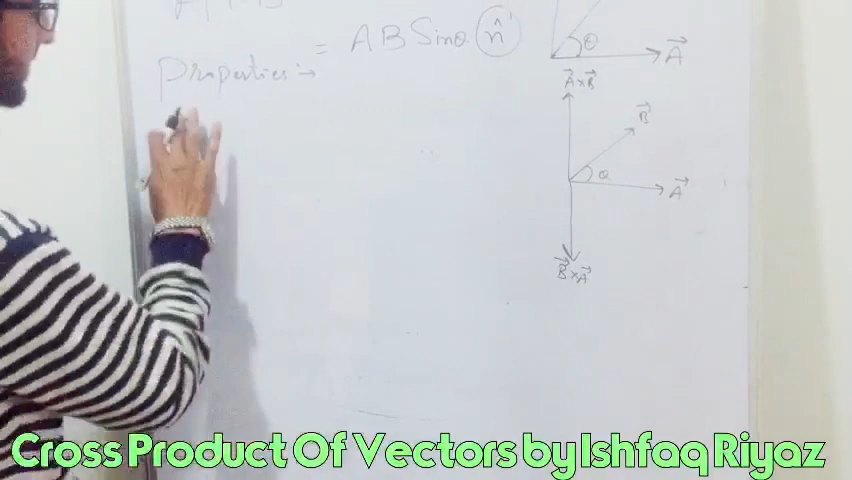 = AB Sinθ n̂
θ
A⃗
Properties :→
A⃗×B⃗
B⃗
θ
A⃗
B⃗×A⃗
Cross Product Of Vectors by Ishfaq Riyaz